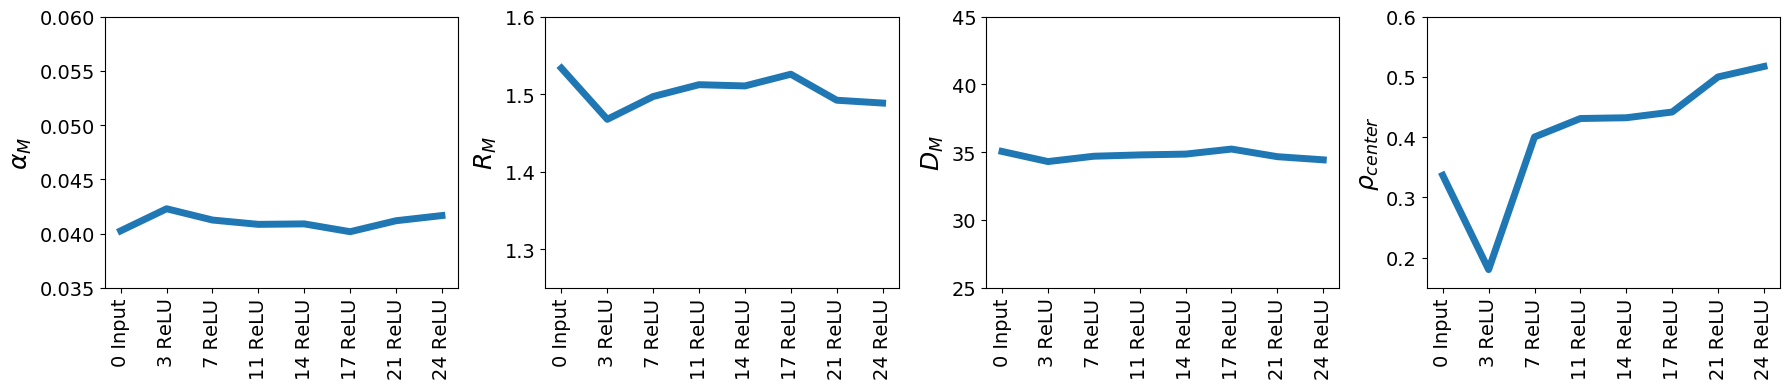 α_M
0.060
0.055
0.050
0.045
0.040
0.035
0 Input
3 ReLU
7 ReLU
11 ReLU
14 ReLU
17 ReLU
21 ReLU
24 ReLU
R_M
1.6
1.5
1.4
1.3
0 Input
3 ReLU
7 ReLU
11 ReLU
14 ReLU
17 ReLU
21 ReLU
24 ReLU
D_M
45
40
35
30
25
0 Input
3 ReLU
7 ReLU
11 ReLU
14 ReLU
17 ReLU
21 ReLU
24 ReLU
ρ_center
0.6
0.5
0.4
0.3
0.2
0 Input
3 ReLU
7 ReLU
11 ReLU
14 ReLU
17 ReLU
21 ReLU
24 ReLU